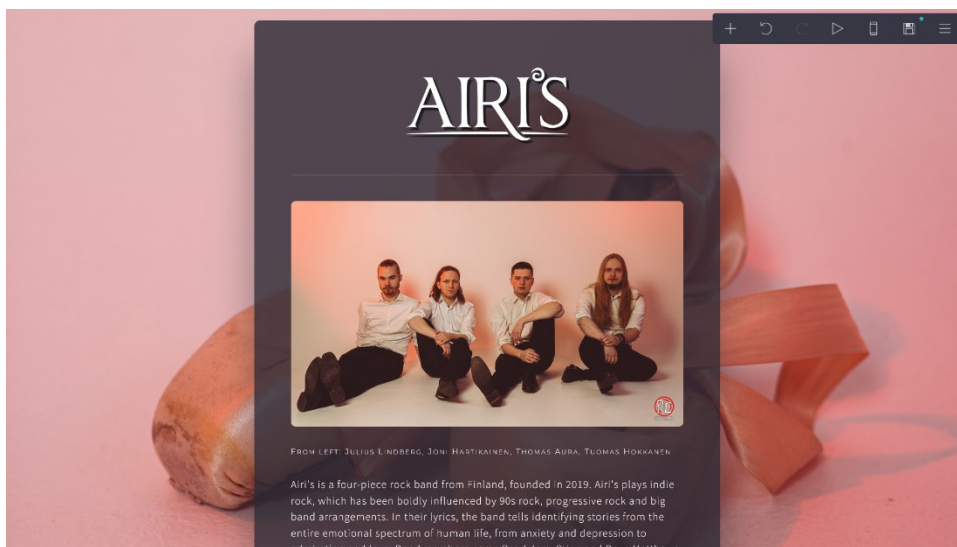 AIRI'S
FROM LEFT: JULIUS LINDBERG, JONI HARTIKAINEN, THOMAS AURA, TUOMAS HOKKANEN
Airi's is a four-piece rock band from Finland, founded in 2019. Airi's plays indie
rock, which has been boldly influenced by 90s rock, progressive rock and big
band arrangements. In their lyrics, the band tells identifying stories from the
entire emotional spectrum of human life, from anxiety and depression to